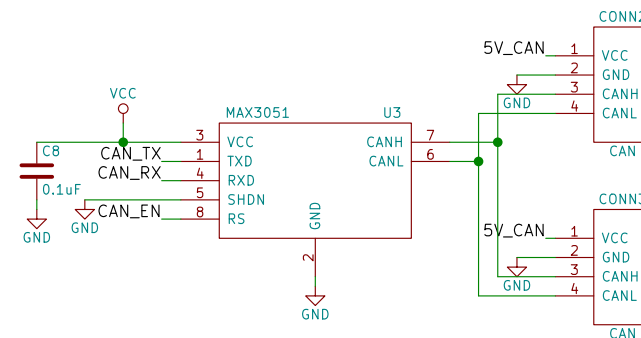 CONN2
5V_CAN 1 VCC
2 GND
GND 3 CANH
4 CANL
CAN
VCC
MAX3051 U3
C8
0.1uF
GND
3 VCC
CAN_TX 1 TXD
CAN_RX 4 RXD
5 SHDN
GND
CAN_EN 8 RS
CANH 7
CANL 6
GND
2
GND
CONN3
5V_CAN 1 VCC
2 GND
GND 3 CANH
4 CANL
CAN